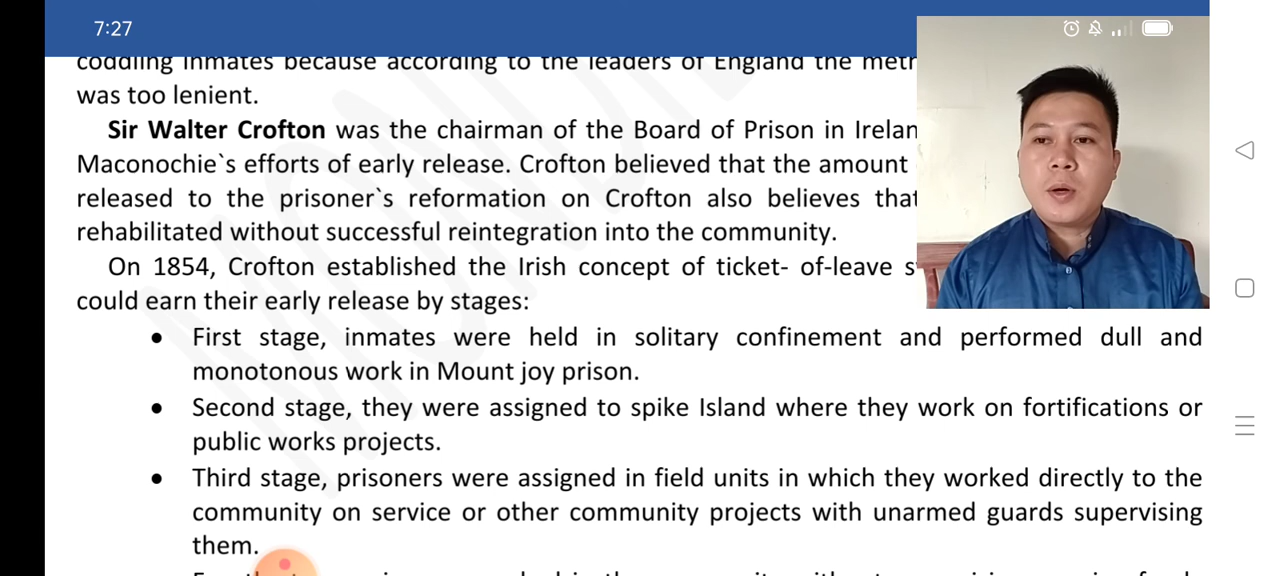 7:27
coddling inmates because according to the leaders of England the
was too lenient.
Sir Walter Crofton was the chairman of the Board of Prison in
Maconochie`s efforts of early release. Crofton believed that the amount
released to the prisoner`s reformation on Crofton also believes that
rehabilitated without successful reintegration into the community.
On 1854, Crofton established the Irish concept of ticket- of-leave
could earn their early release by stages:
• First stage, inmates were held in solitary confinement and performed dull and
monotonous work in Mount joy prison.
• Second stage, they were assigned to spike Island where they work on fortifications or
public works projects.
• Third stage, prisoners were assigned in field units in which they worked directly to the
community on service or other community projects with unarmed guards supervising
them.